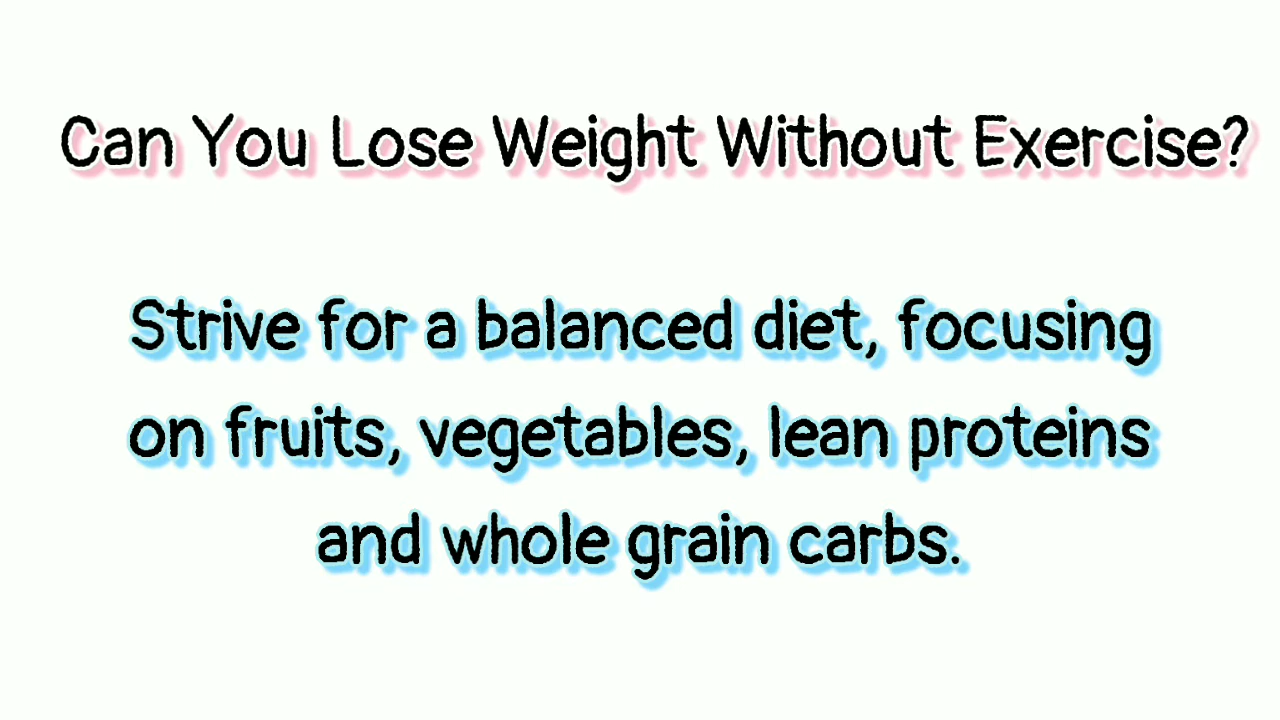 Can You Lose Weight Without Exercise?
Strive for a balanced diet, focusing
on fruits, vegetables, lean proteins
and whole grain carbs.